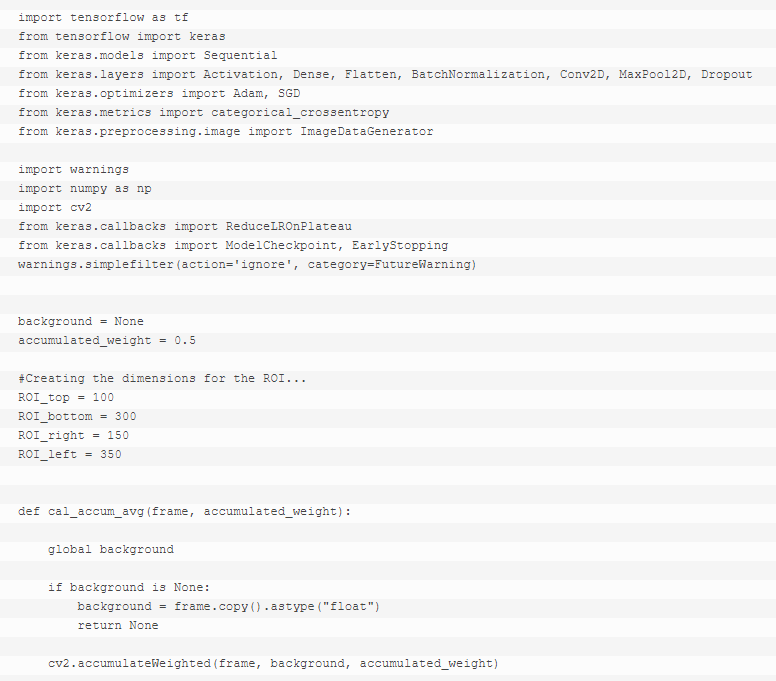 import tensorflow as tf
from tensorflow import keras
from keras.models import Sequential
from keras.layers import Activation, Dense, Flatten, BatchNormalization, Conv2D, MaxPool2D, Dropout
from keras.optimizers import Adam, SGD
from keras.metrics import categorical_crossentropy
from keras.preprocessing.image import ImageDataGenerator

import warnings
import numpy as np
import cv2
from keras.callbacks import ReduceLROnPlateau
from keras.callbacks import ModelCheckpoint, EarlyStopping
warnings.simplefilter(action='ignore', category=FutureWarning)


background = None
accumulated_weight = 0.5

#Creating the dimensions for the ROI...
ROI_top = 100
ROI_bottom = 300
ROI_right = 150
ROI_left = 350


def cal_accum_avg(frame, accumulated_weight):

    global background

    if background is None:
        background = frame.copy().astype("float")
        return None

    cv2.accumulateWeighted(frame, background, accumulated_weight)